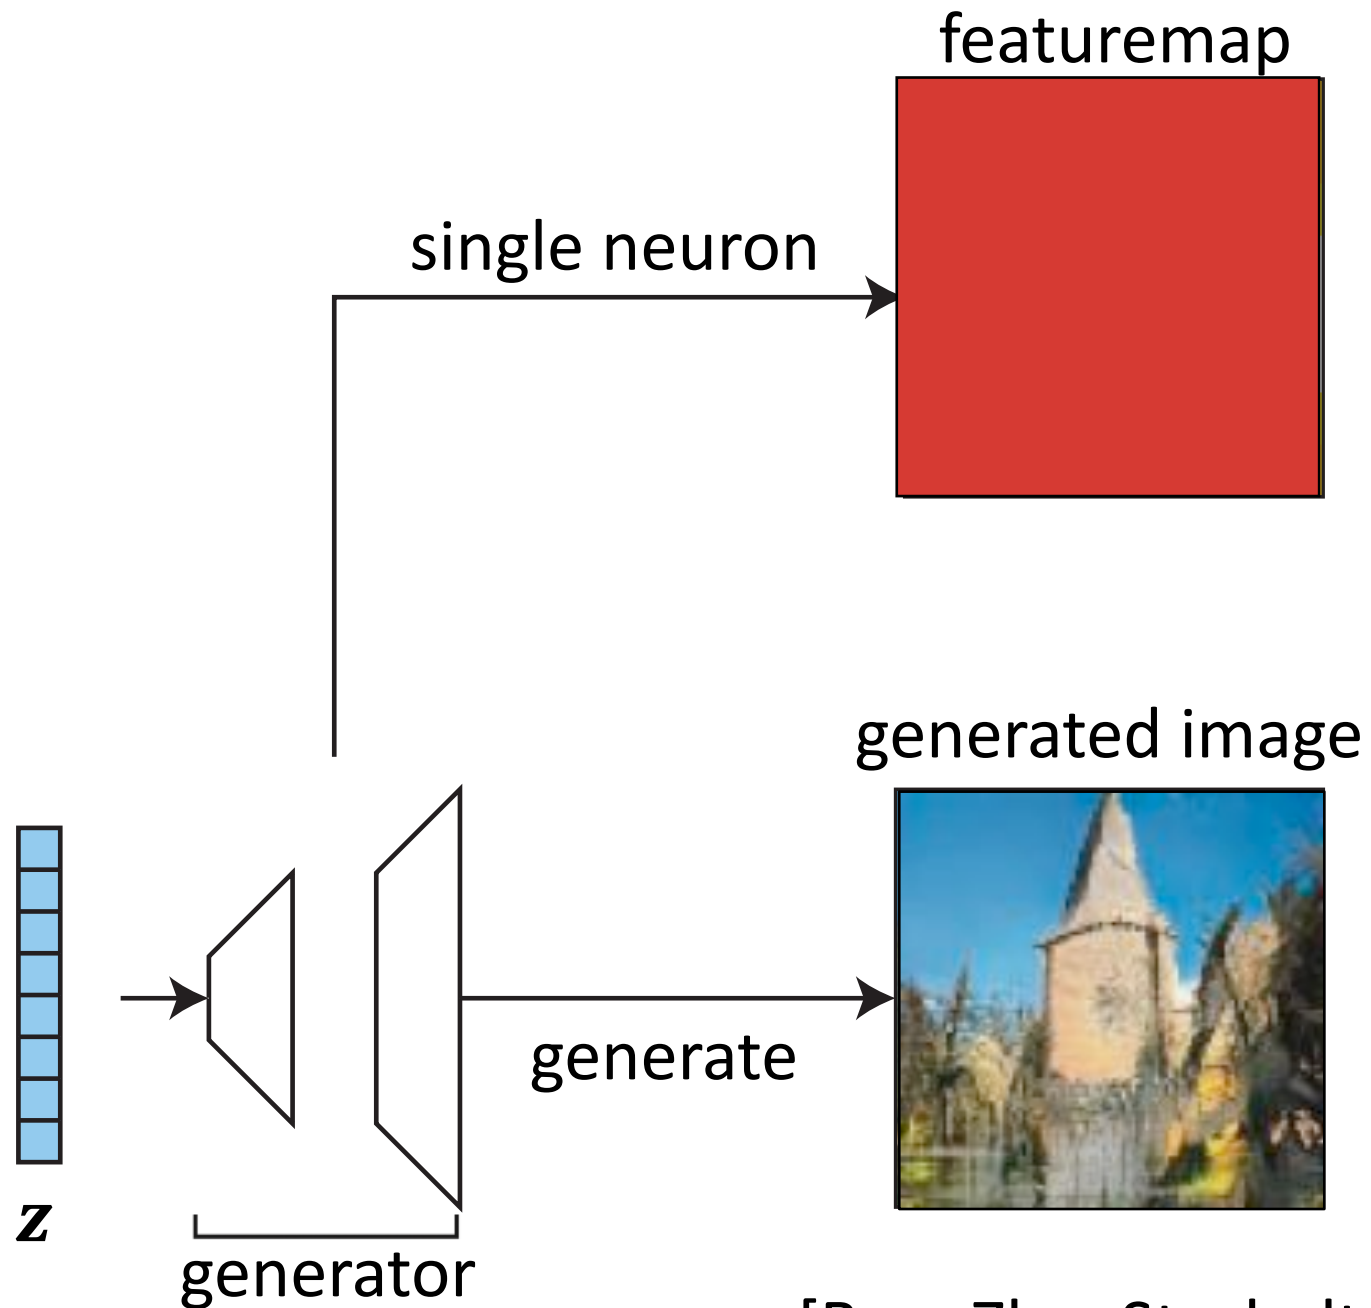 featuremap
single neuron
generated image
generate
z
generator